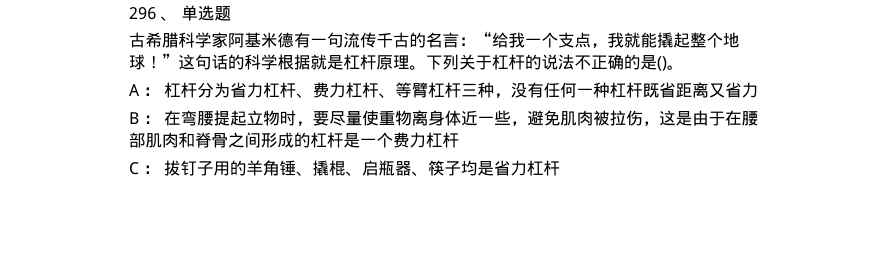 296 、 单选题
古希腊科学家阿基米德有一句流传千古的名言：“给我一个支点，我就能撬起整个地
球！”这句话的科学根据就是杠杆原理。下列关于杠杆的说法不正确的是()。
A ： 杠杆分为省力杠杆、费力杠杆、等臂杠杆三种，没有任何一种杠杆既省距离又省力
B ： 在弯腰提起立物时，要尽量使重物离身体近一些，避免肌肉被拉伤，这是由于在腰
部肌肉和脊骨之间形成的杠杆是一个费力杠杆
C ： 拔钉子用的羊角锤、撬棍、启瓶器、筷子均是省力杠杆